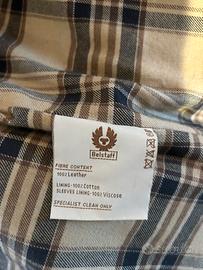 Belstaff
FIBRE CONTENT
100% Leather
LINING-100% Cotton
SLEEVES LINING-100% Viscose
SPECIALIST CLEAN ONLY